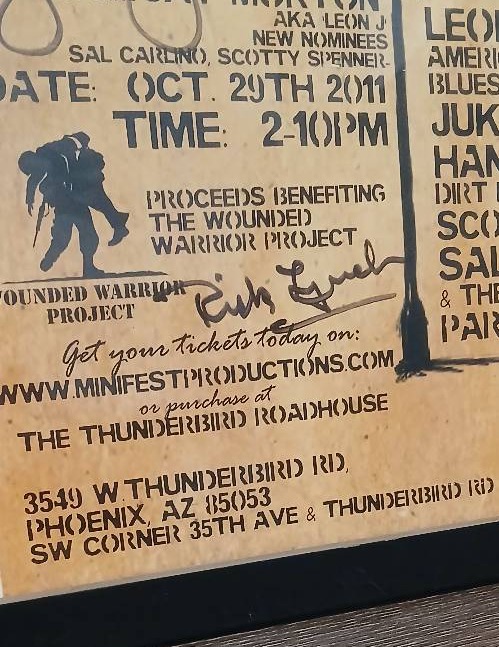 MORTON
AKA LEON J
NEW NOMINEES
SAL CARLINO, SCOTTY SPENNER-
DATE: OCT. 29TH 2011
TIME: 2-10PM
PROCEEDS BENEFITING
THE WOUNDED
WARRIOR PROJECT
WOUNDED WARRIOR
PROJECT
Rick Lynch
Get your tickets today on:
WWW.MINIFESTPRODUCTIONS.COM
or purchase at
THE THUNDERBIRD ROADHOUSE
3549 W.THUNDERBIRD RD,
PHOENIX, AZ 85053
SW CORNER 35TH AVE & THUNDERBIRD RD
LEO
AMERI
BLUES
JUK
HAN
DIRT
SCO
SAL
& THE
PAR